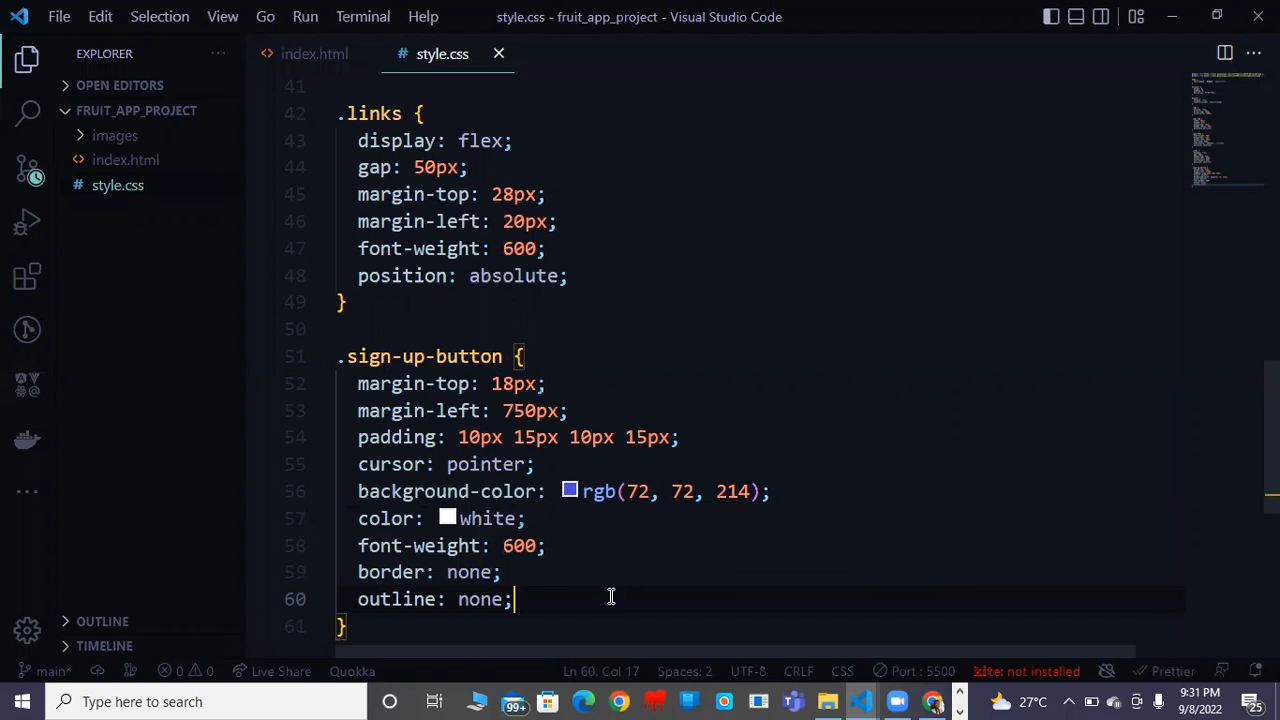 File Edit Selection View Go Run Terminal Help style.css - fruit_app_project - Visual Studio Code
EXPLORER
index.html
# style.css
OPEN EDITORS
FRUIT_APP_PROJECT
images
index.html
# style.css
41
42 .links {
43 display: flex;
44 gap: 50px;
45 margin-top: 28px;
46 margin-left: 20px;
47 font-weight: 600;
48 position: absolute;
49 }
50
51 .sign-up-button {
52 margin-top: 18px;
53 margin-left: 750px;
54 padding: 10px 15px 10px 15px;
55 cursor: pointer;
56 background-color: rgb(72, 72, 214);
57 color: white;
58 font-weight: 600;
59 border: none;
60 outline: none;
61 }
OUTLINE
TIMELINE
main* 0 0 Live Share Quokka Ln 60, Col 17 Spaces: 2 UTF-8 CRLF CSS Port : 5500 kite: not installed Prettier
Type here to search 99+ 27°C 9:31 PM
9/8/2022 25